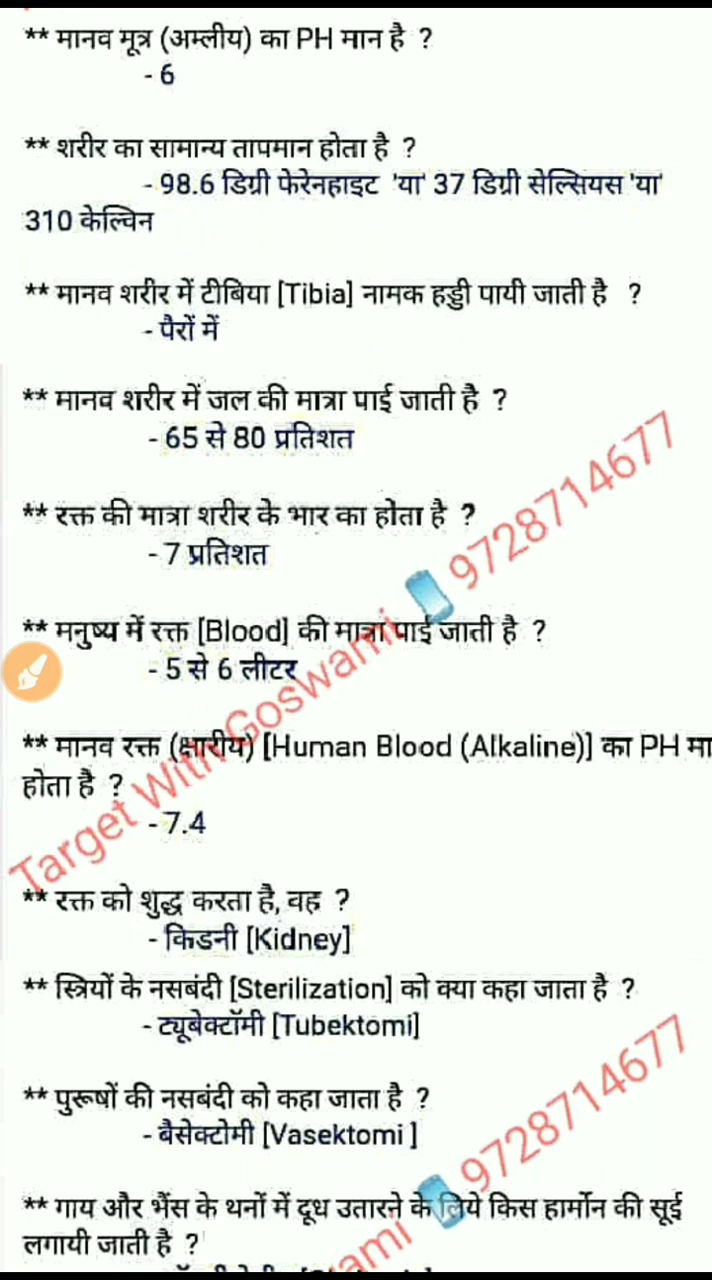 ** मानव मूत्र (अम्लीय) का PH मान है ?
- 6
** शरीर का सामान्य तापमान होता है ?
- 98.6 डिग्री फेरेनहाइट 'या' 37 डिग्री सेल्सियस 'या'
310 केल्विन
** मानव शरीर में टीबिया [Tibia] नामक हड्डी पायी जाती है ?
- पैरों में
** मानव शरीर में जल की मात्रा पाई जाती है ?
- 65 से 80 प्रतिशत
** रक्त की मात्रा शरीर के भार का होता है ?
- 7 प्रतिशत
** मनुष्य में रक्त [Blood] की मात्रा पाई जाती है ?
- 5 से 6 लीटर
** मानव रक्त (क्षारीय) [Human Blood (Alkaline)] का PH मा
होता है ?
- 7.4
** रक्त को शुद्ध करता है, वह ?
- किडनी [Kidney]
** स्त्रियों के नसबंदी [Sterilization] को क्या कहा जाता है ?
- ट्यूबेक्टॉमी [Tubektomi]
** पुरूषों की नसबंदी को कहा जाता है ?
- बैसेक्टोमी [Vasektomi ]
** गाय और भैंस के थनों में दूध उतारने के लिये किस हार्मोन की सूई
लगायी जाती है ?
Target With Goswami 9728714677
ami 9728714677